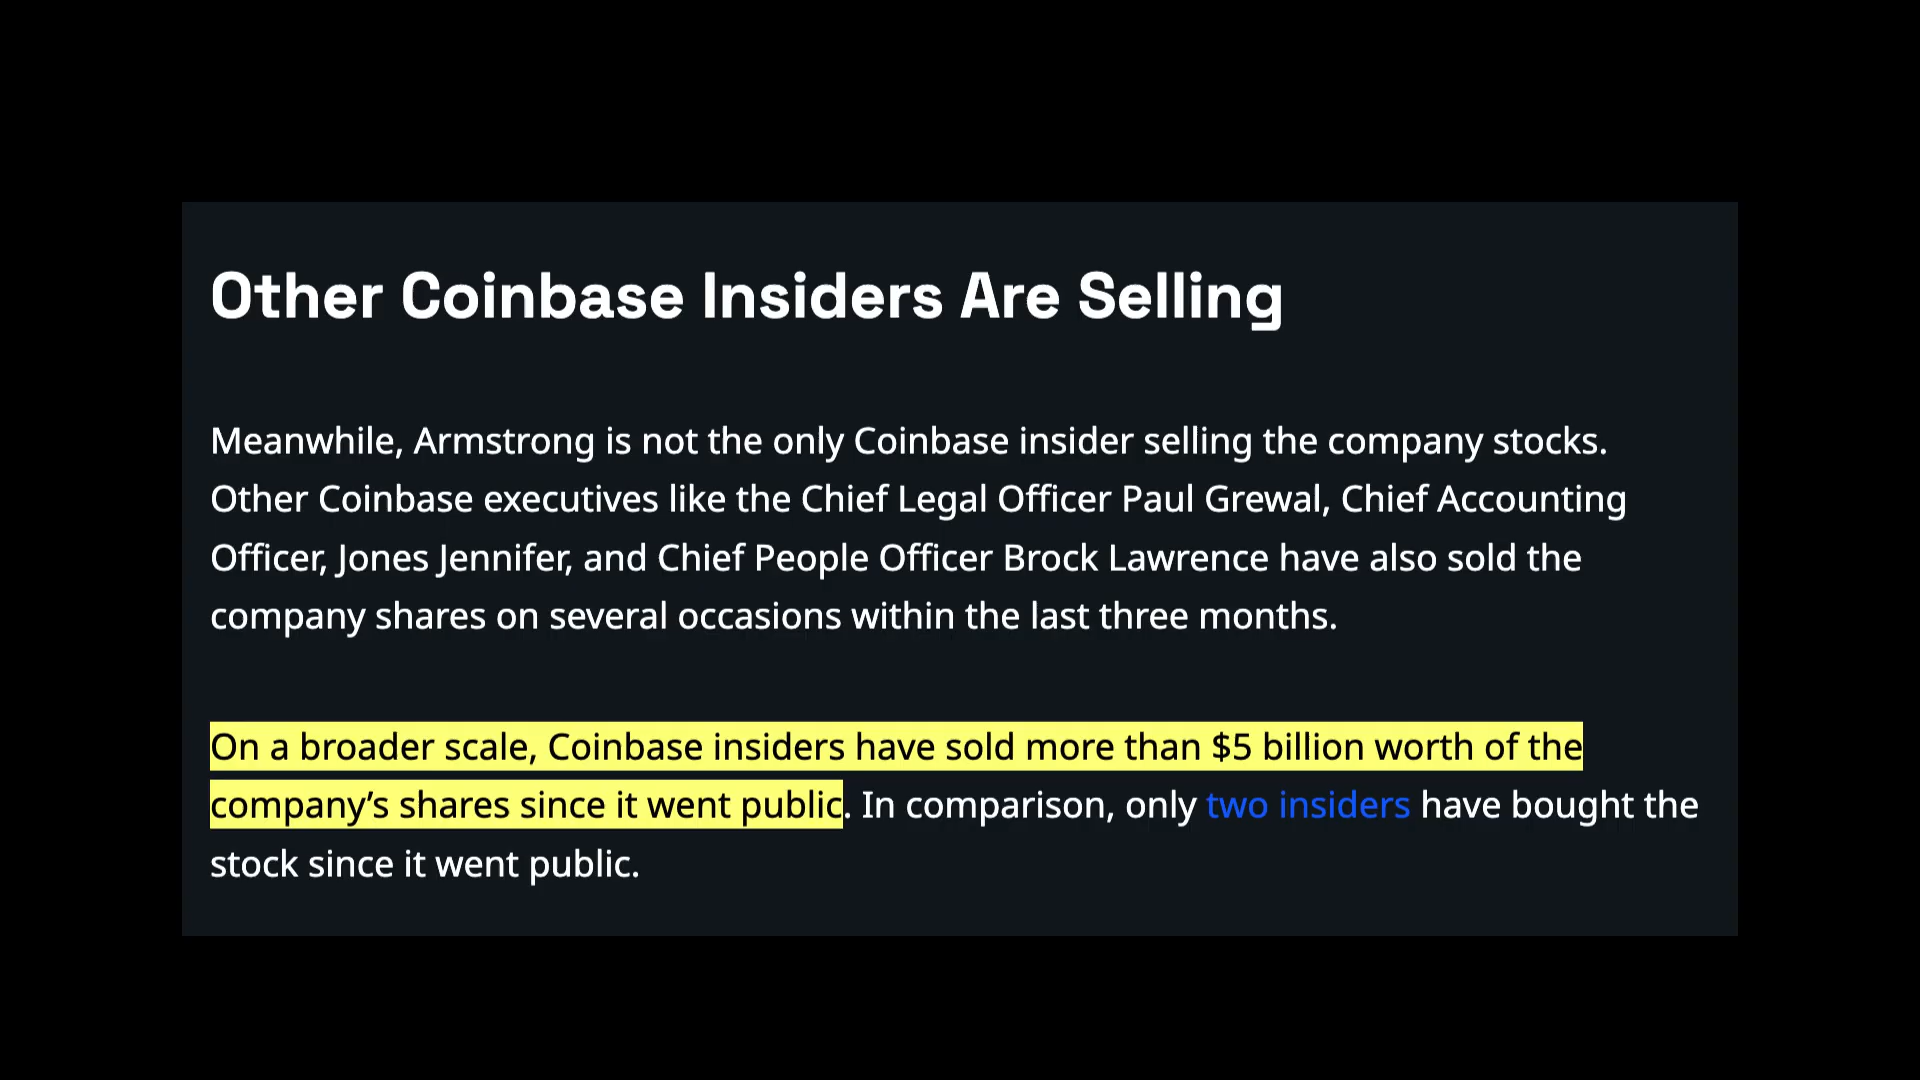 Other Coinbase Insiders Are Selling
Meanwhile, Armstrong is not the only Coinbase insider selling the company stocks.
Other Coinbase executives like the Chief Legal Officer Paul Grewal, Chief Accounting
Officer, Jones Jennifer, and Chief People Officer Brock Lawrence have also sold the
company shares on several occasions within the last three months.
On a broader scale, Coinbase insiders have sold more than $5 billion worth of the
company’s shares since it went public. In comparison, only two insiders have bought the
stock since it went public.